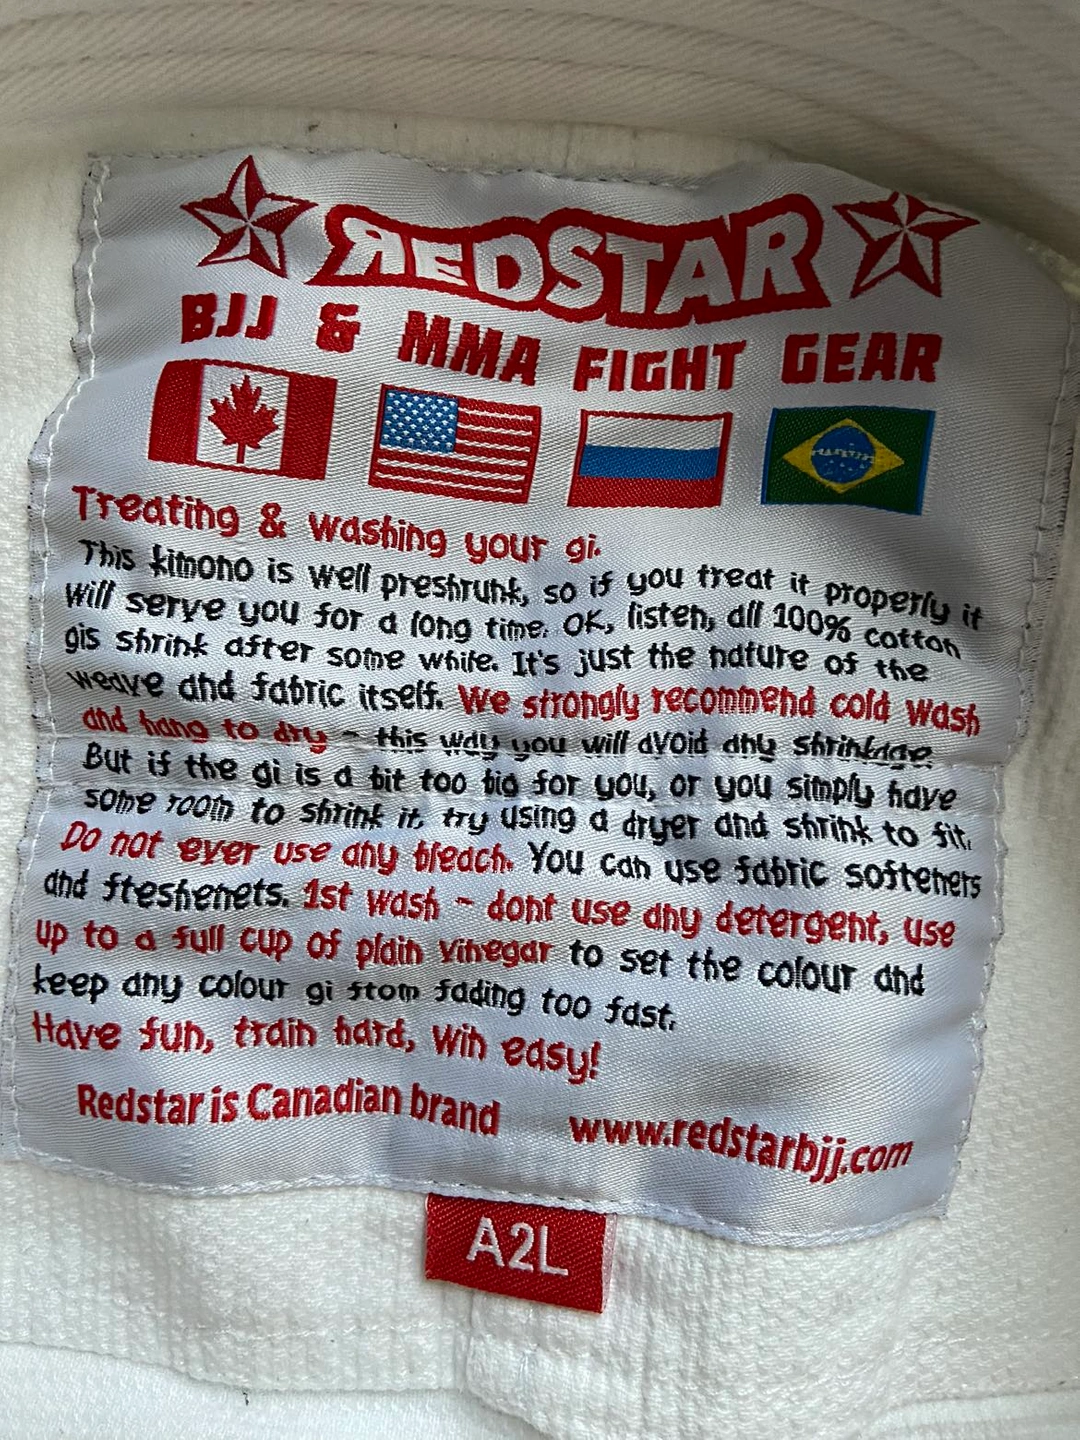 REDSTAR
BJJ & MMA FIGHT GEAR
Treating & washing your gi.
This kimono is well preshrunk, so if you treat it properly it
will serve you for a long time. OK, listen, all 100% cotton
gis shrink after some while. It's just the nature of the
weave and fabric itself. We strongly recommend cold wash
and hang to dry - this way you will avoid any shrinkage.
But if the gi is a bit too big for you, or you simply have
some room to shrink it, try using a dryer and shrink to fit.
Do not ever use any bleach. You can use fabric softeners
and fresheners. 1st wash - dont use any detergent, use
up to a full cup of plain vinegar to set the colour and
keep any colour gi from fading too fast.
Have fun, train hard, win easy!
Redstar is Canadian brand www.redstarbjj.com
A2L